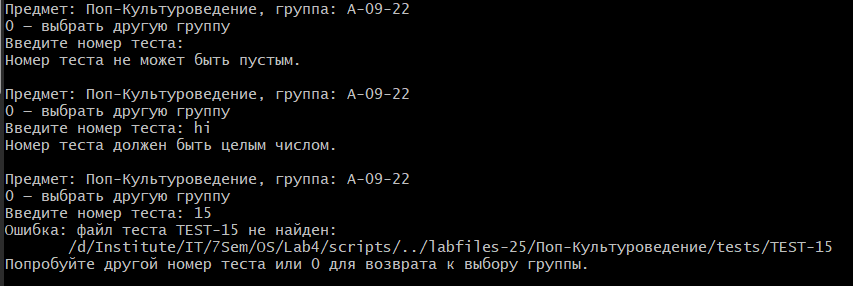 Предмет: Поп-Культуроведение, группа: А-09-22
0 — выбрать другую группу
Введите номер теста:
Номер теста не может быть пустым.
Предмет: Поп-Культуроведение, группа: А-09-22
0 — выбрать другую группу
Введите номер теста: hi
Номер теста должен быть целым числом.
Предмет: Поп-Культуроведение, группа: А-09-22
0 — выбрать другую группу
Введите номер теста: 15
Ошибка: файл теста TEST-15 не найден:
/d/Institute/IT/7Sem/OS/Lab4/scripts/../labfiles-25/Поп-Культуроведение/tests/TEST-15
Попробуйте другой номер теста или 0 для возврата к выбору группы.